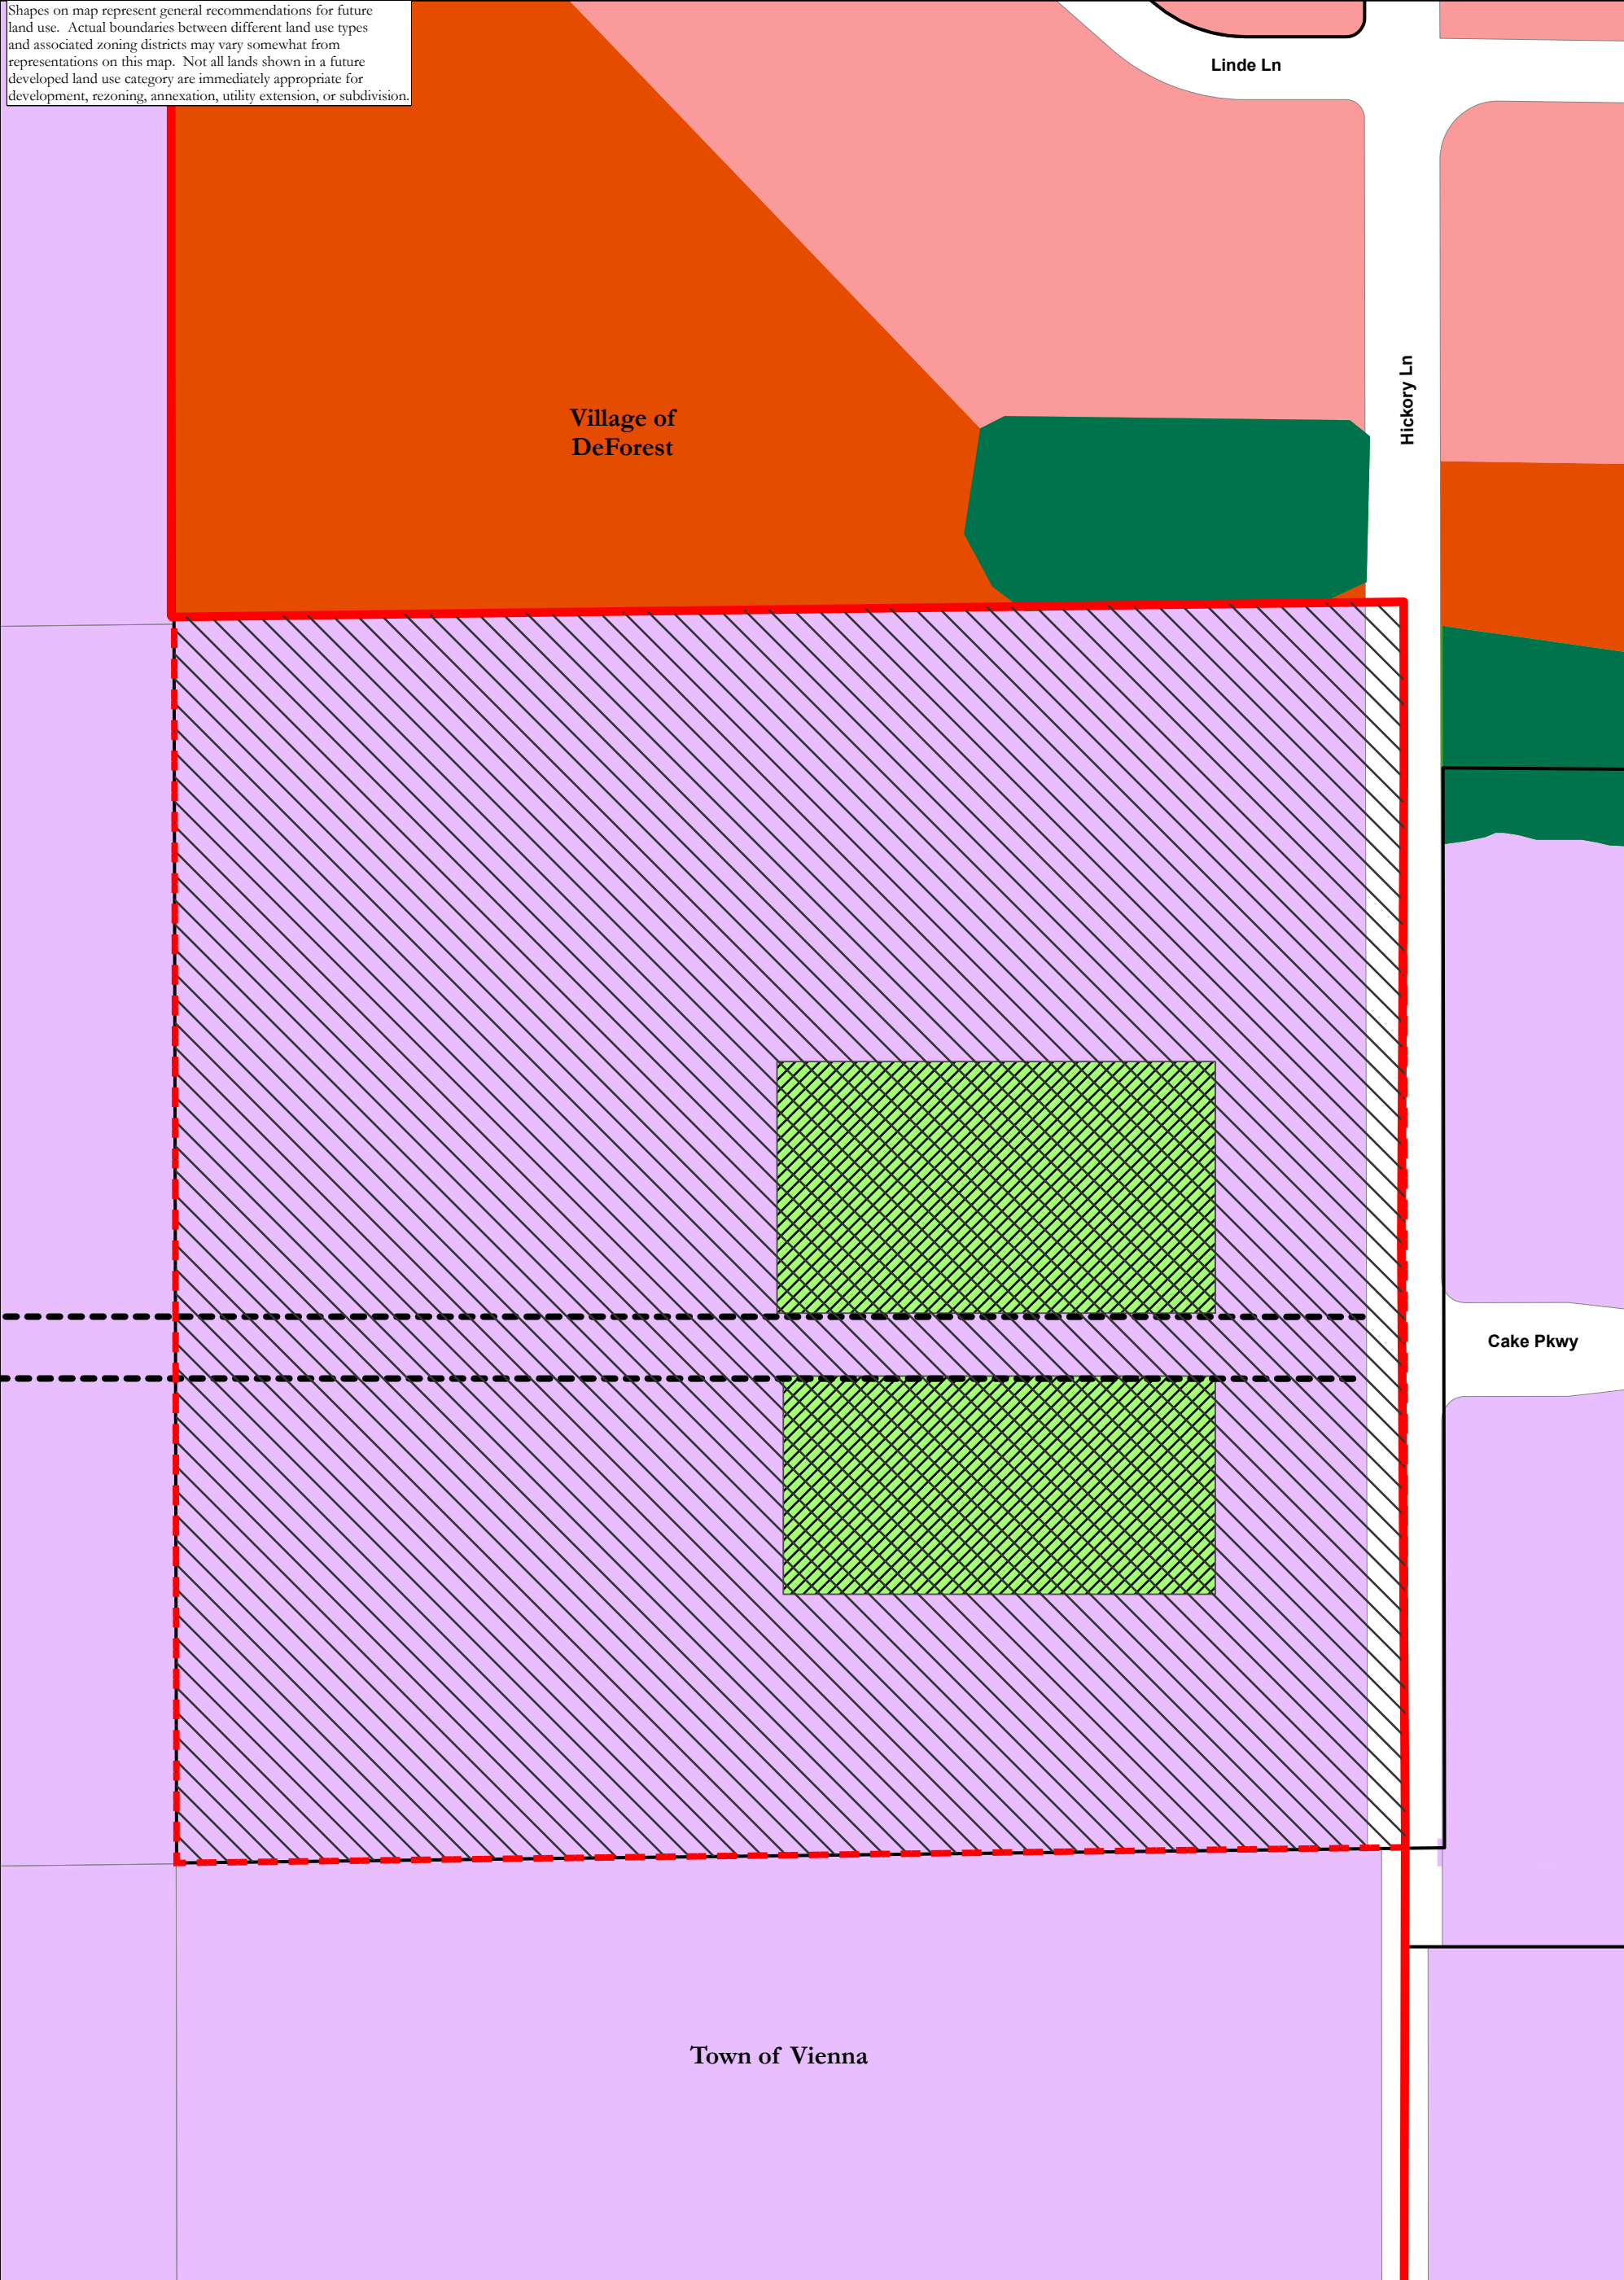 Shapes on map represent general recommendations for future
land use. Actual boundaries between different land use types
and associated zoning districts may vary somewhat from
representations on this map. Not all lands shown in a future
developed land use category are immediately appropriate for
development, rezoning, annexation, utility extension, or subdivision.
Linde Ln
Hickory Ln
Village of
DeForest
Cake Pkwy
Town of Vienna